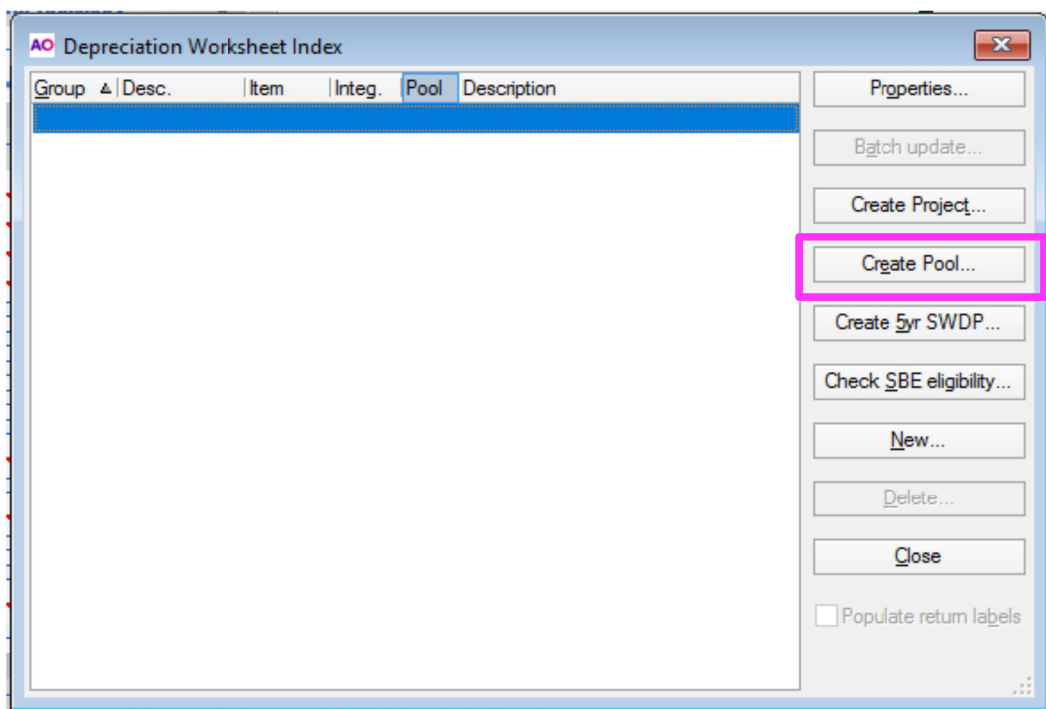 AO Depreciation Worksheet Index
Group Desc. Item Integ. Pool Description
Properties...
Batch update...
Create Project...
Create Pool...
Create 5yr SWDP...
Check SBE eligibility...
New...
Delete...
Close
Populate return labels